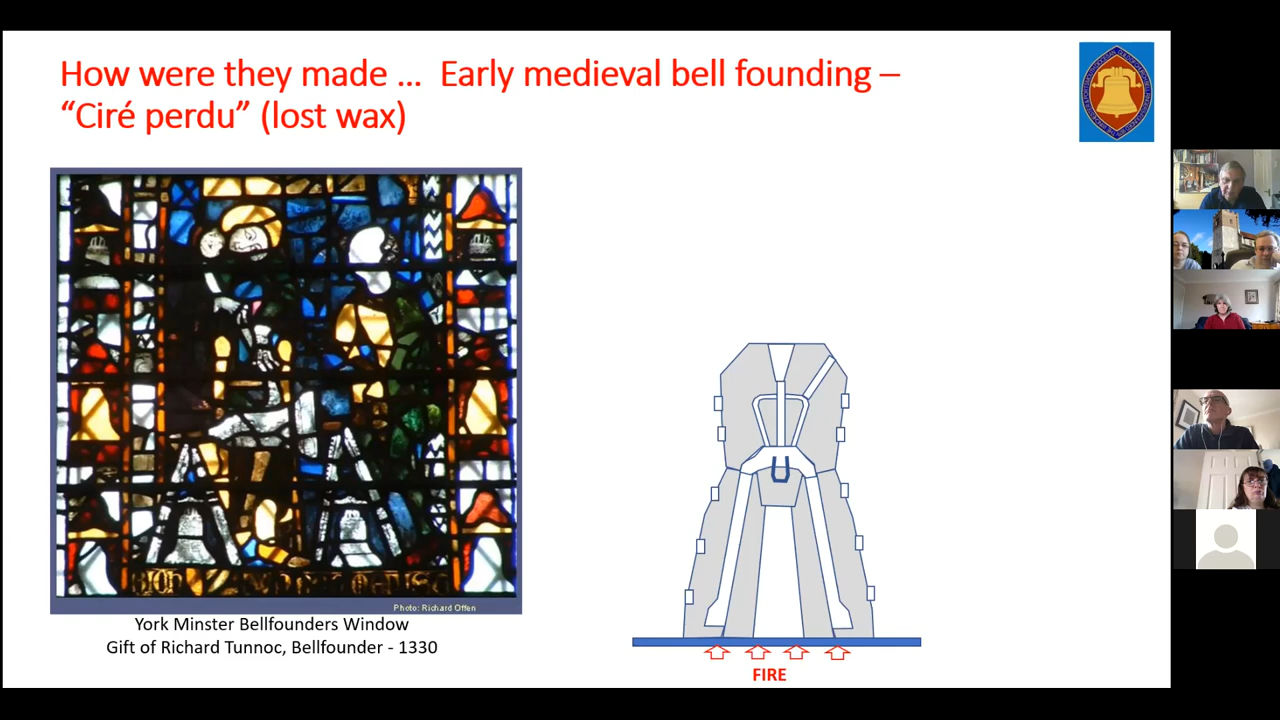 How were they made ... Early medieval bell founding –
“Ciré perdu” (lost wax)
Photo: Richard Offen
York Minster Bellfounders Window
Gift of Richard Tunnoc, Bellfounder - 1330
FIRE